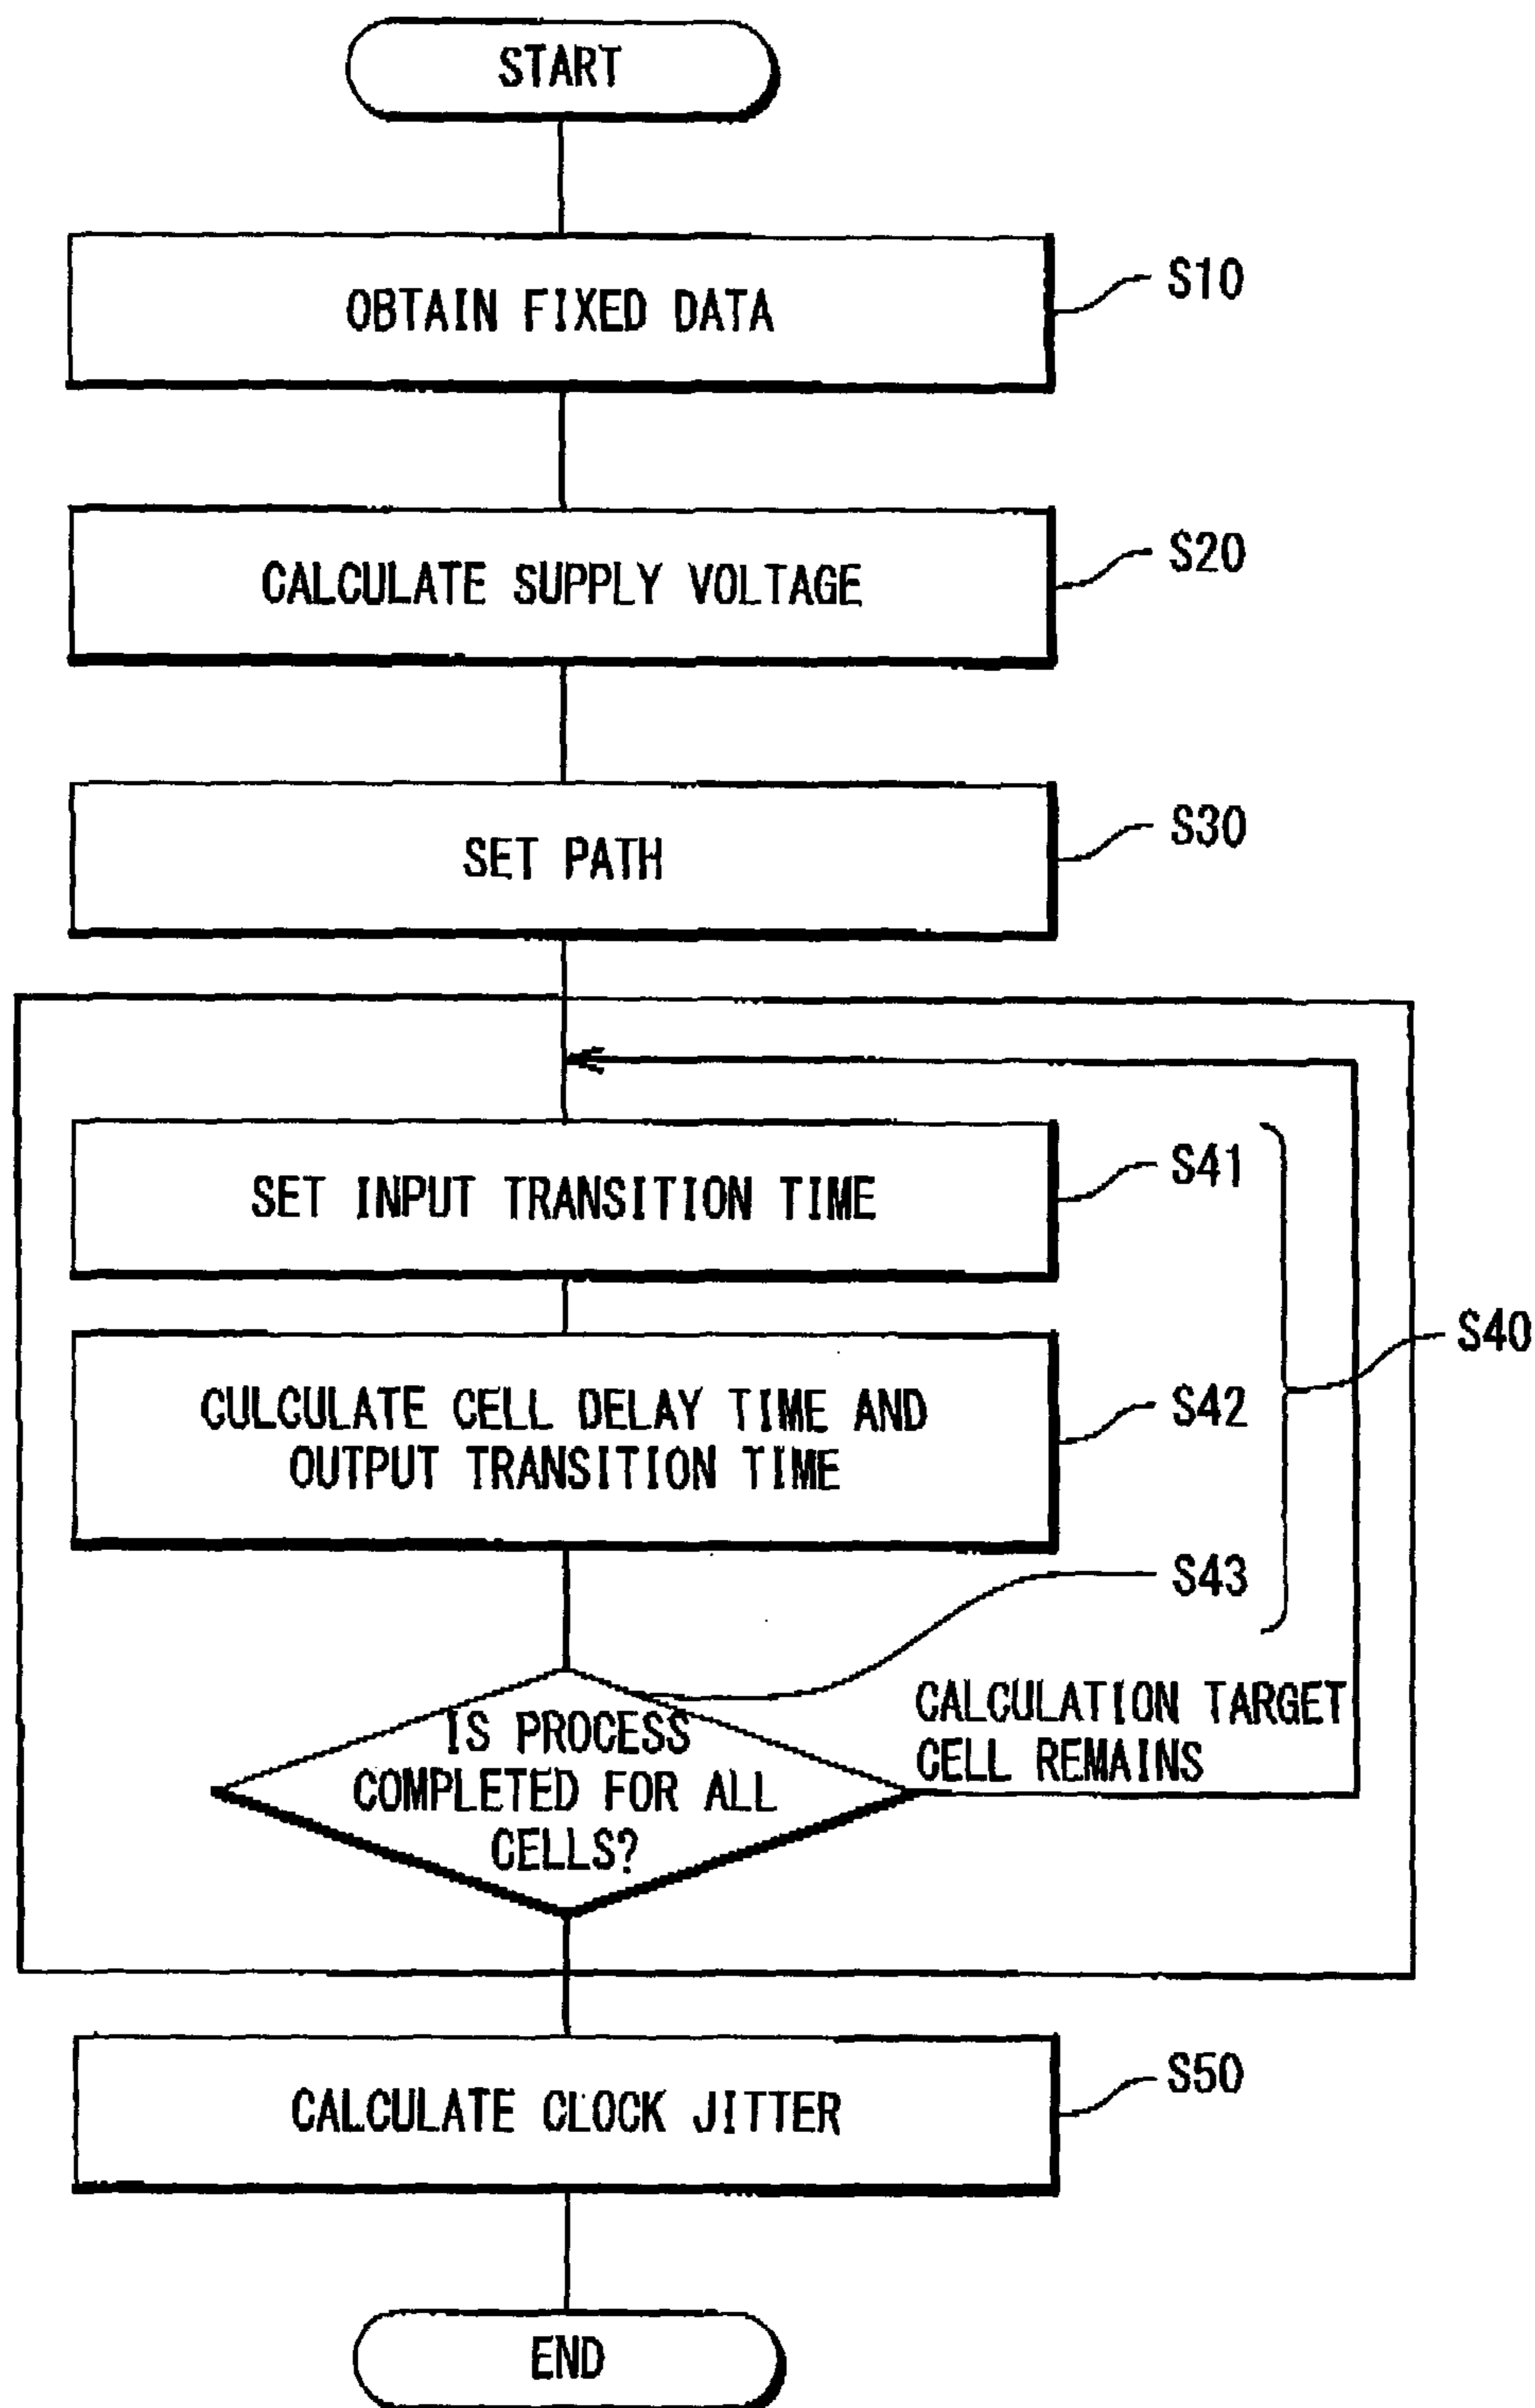 START
OBTAIN FIXED DATA
S10
CALCULATE SUPPLY VOLTAGE
S20
SET PATH
S30
SET INPUT TRANSITION TIME
S41
S40
CULCULATE CELL DELAY TIME AND
OUTPUT TRANSITION TIME
S42
S43
IS PROCESS
COMPLETED FOR ALL
CELLS?
CALCULATION TARGET
CELL REMAINS
CALCULATE CLOCK JITTER
S50
END